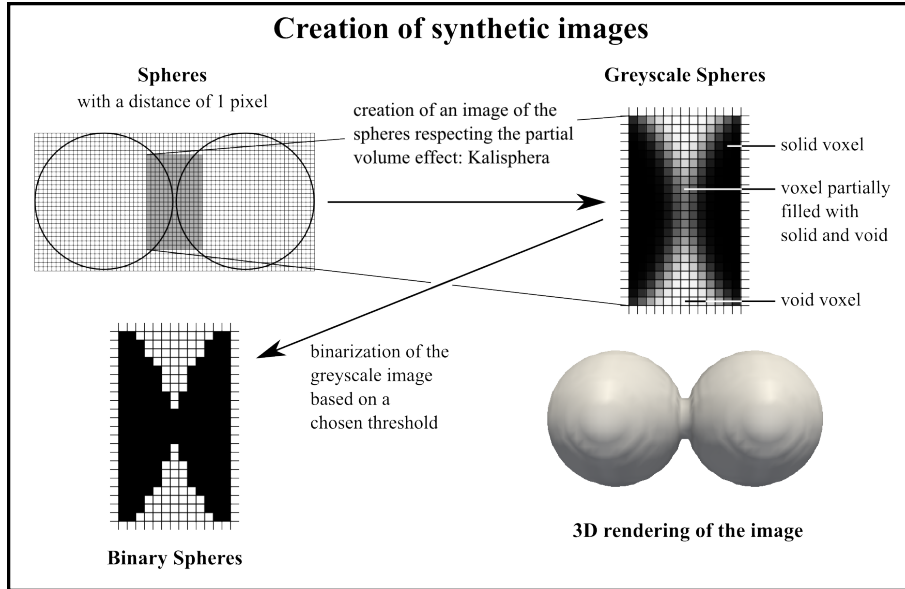 Creation of synthetic images
Spheres
with a distance of 1 pixel
creation of an image of the
spheres respecting the partial
volume effect: Kalisphera
Greyscale Spheres
solid voxel
voxel partially
filled with
solid and void
void voxel
binarization of the
greyscale image
based on a
chosen threshold
Binary Spheres
3D rendering of the image